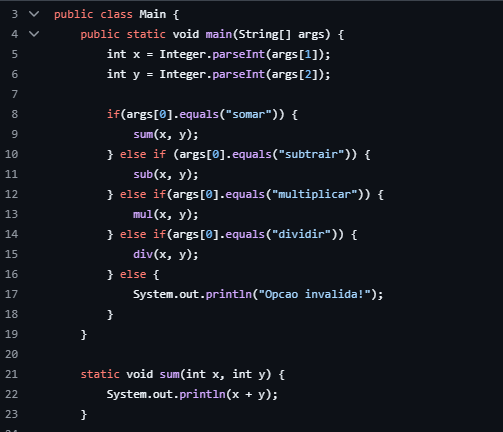 3 public class Main {
4 public static void main(String[] args) {
5 int x = Integer.parseInt(args[1]);
6 int y = Integer.parseInt(args[2]);
7
8 if(args[0].equals("somar")) {
9 sum(x, y);
10 } else if (args[0].equals("subtrair")) {
11 sub(x, y);
12 } else if(args[0].equals("multiplicar")) {
13 mul(x, y);
14 } else if(args[0].equals("dividir")) {
15 div(x, y);
16 } else {
17 System.out.println("Opcao invalida!");
18 }
19 }
20
21 static void sum(int x, int y) {
22 System.out.println(x + y);
23 }